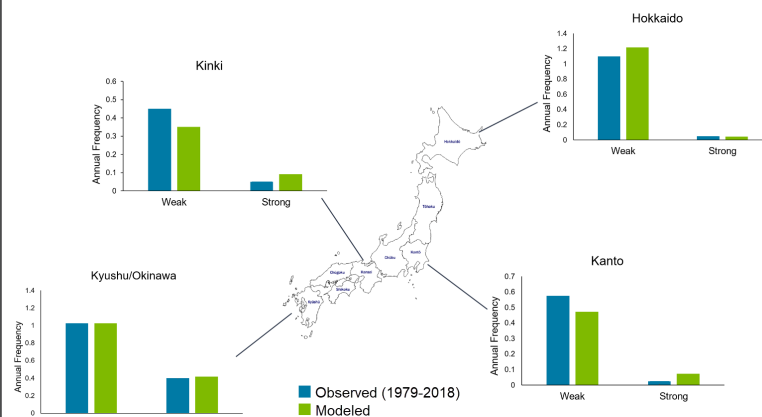 Hokkaido
Annual Frequency
1.4
1.2
1
0.8
0.6
0.4
0.2
0
Weak Strong
Kinki
Annual Frequency
0.6
0.5
0.4
0.3
0.2
0.1
0
Weak Strong
Hokkaido
Tohoku
Kanto
Chubu
Kansai
Chogoku
Shikoku
Kyushu
Kyushu/Okinawa
Annual Frequency
1.4
1.2
1
0.8
0.6
0.4
0.2
0
Kanto
Annual Frequency
0.7
0.6
0.5
0.4
0.3
0.2
0.1
0
Weak Strong
Observed (1979-2018)
Modeled